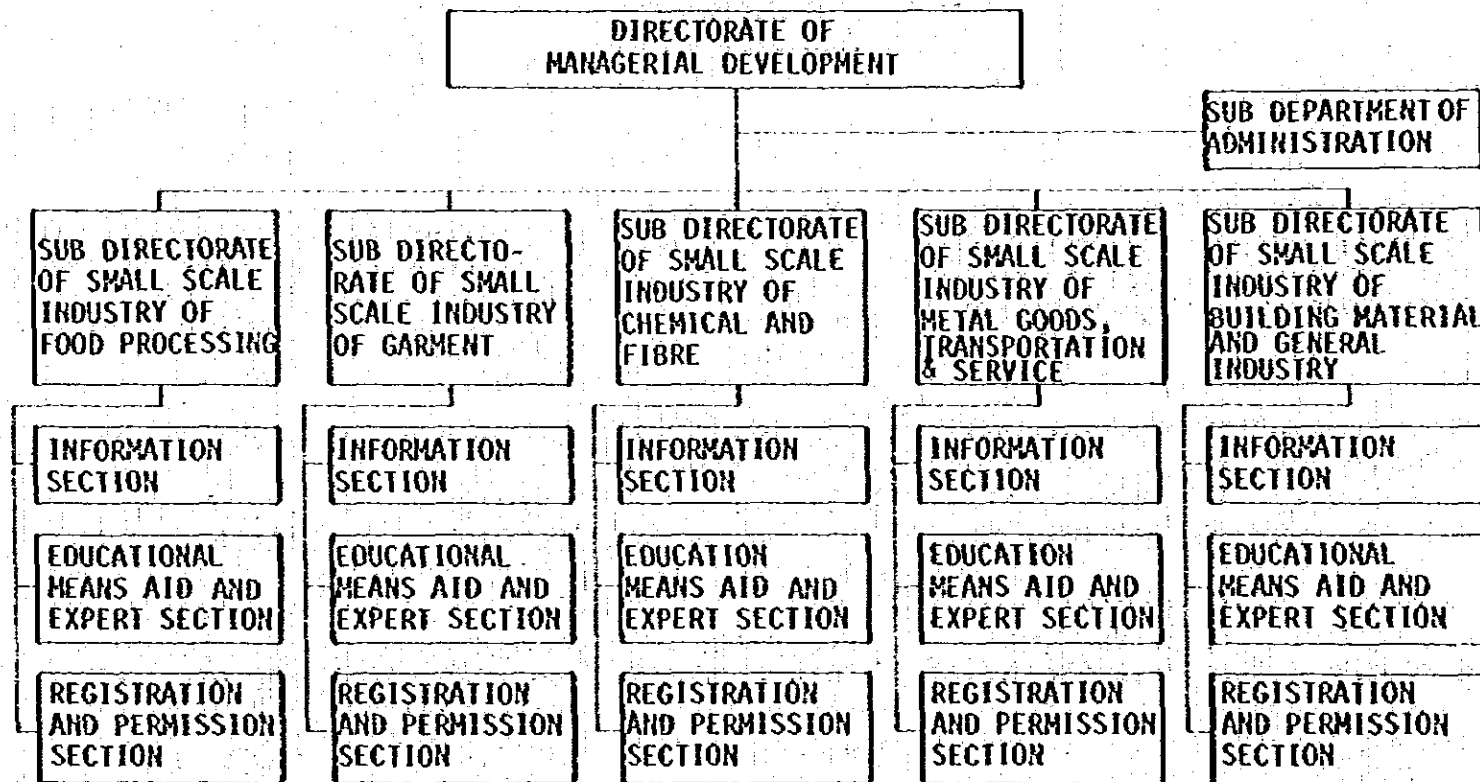 DIRECTORATE OF
MANAGERIAL DEVELOPMENT
SUB DEPARTMENT OF
ADMINISTRATION
SUB DIRECTORATE
OF SMALL SCALE
INDUSTRY OF
FOOD PROCESSING
SUB DIRECTO-
RATE OF SMALL
SCALE INDUSTRY
OF GARMENT
SUB DIRECTORATE
OF SMALL SCALE
INDUSTRY OF
CHEMICAL AND
FIBRE
SUB DIRECTORATE
OF SMALL SCALE
INDUSTRY OF
METAL GOODS,
TRANSPORTATION
& SERVICE
SUB DIRECTORATE
OF SMALL SCALE
INDUSTRY OF
BUILDING MATERIAL
AND GENERAL
INDUSTRY
INFORMATION
SECTION
INFORMATION
SECTION
INFORMATION
SECTION
INFORMATION
SECTION
INFORMATION
SECTION
EDUCATIONAL
MEANS AID AND
EXPERT SECTION
EDUCATIONAL
MEANS AID AND
EXPERT SECTION
EDUCATION
MEANS AID AND
EXPERT SECTION
EDUCATION
MEANS AID AND
EXPERT SECTION
EDUCATIONAL
MEANS AID AND
EXPERT SECTION
REGISTRATION
AND PERMISSION
SECTION
REGISTRATION
AND PERMISSION
SECTION
REGISTRATION
AND PERMISSION
SECTION
REGISTRATION
AND PERMISSION
SECTION
REGISTRATION
AND PERMISSION
SECTION